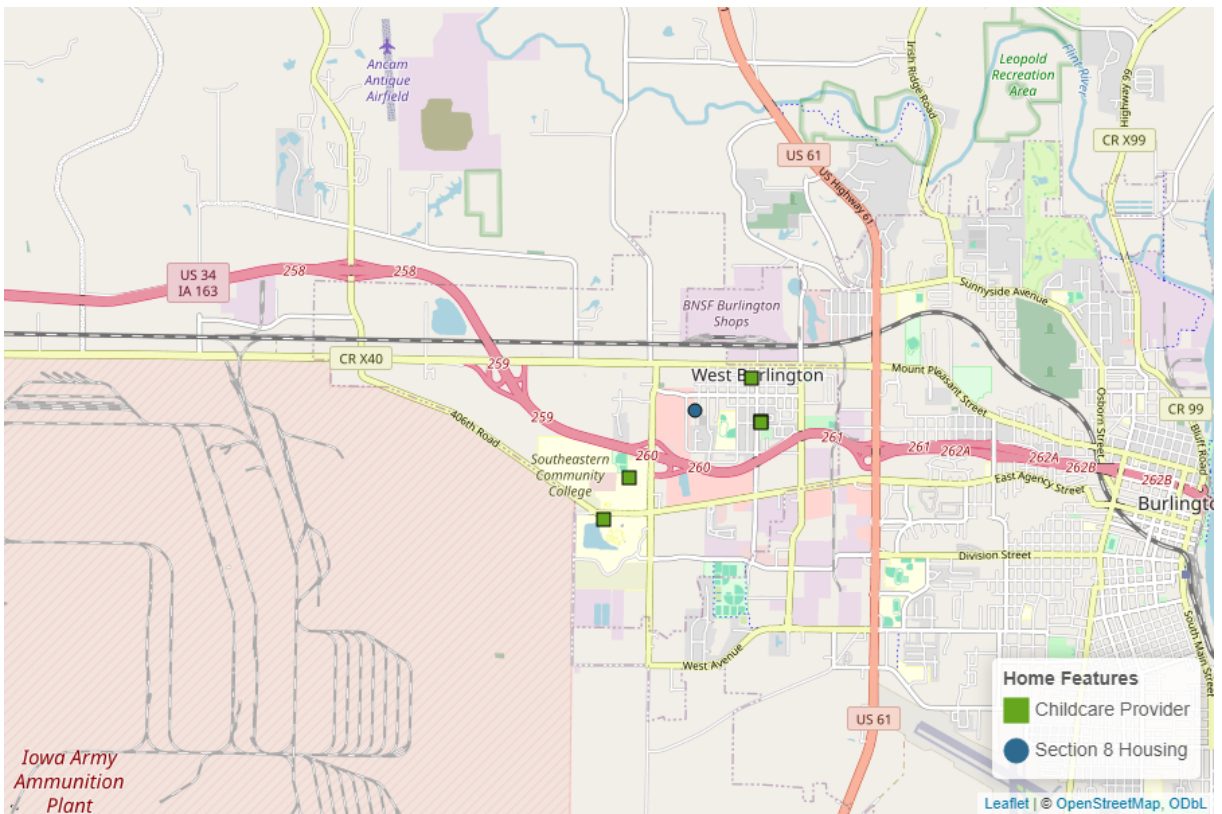 Ancam
Antique
Airfield
Irish Ridge Road
Leopold
Recreation
Area
Flint River
Highway 99
CR X99
US 61
US Highway 61
US 34
IA 163
258
258
Sunnyside Avenue
BNSF Burlington
Shops
CR X40
259
West Burlington
Mount Pleasant Street
Osborn Street
CR 99
Bluff Road
406th Road
259
260
260
261
261
262A
262A
262B
262B
Southeastern
Community
College
East Agency Street
Burlingto
Division Street
West Avenue
South Main Street
US 61
Iowa Army
Ammunition
Plant
Home Features
Childcare Provider
Section 8 Housing
Leaflet | © OpenStreetMap, ODbL